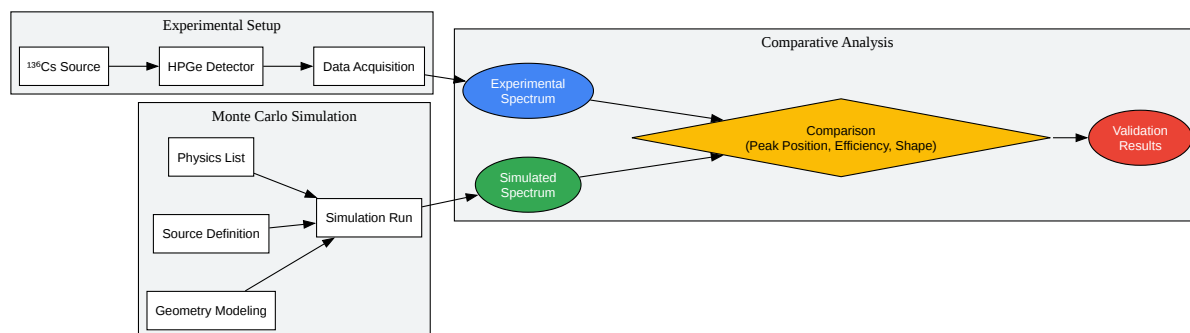 Experimental Setup
¹³⁶Cs Source
HPGe Detector
Data Acquisition
Monte Carlo Simulation
Physics List
Source Definition
Geometry Modeling
Simulation Run
Comparative Analysis
Experimental
Spectrum
Simulated
Spectrum
Comparison
(Peak Position, Efficiency, Shape)
Validation
Results